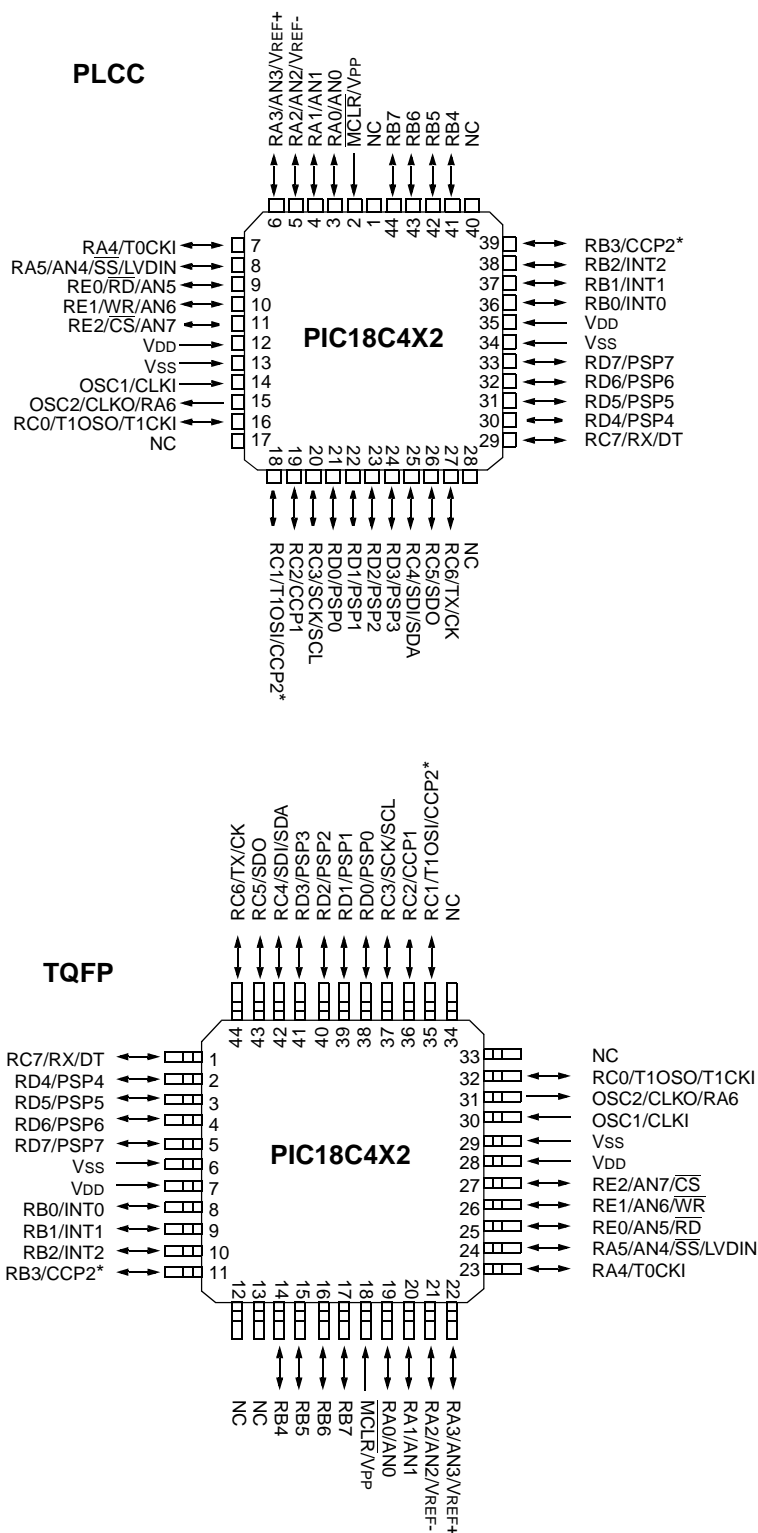 PLCC
RA3/AN3/VREF+
RA2/AN2/VREF-
RA1/AN1
RA0/AN0
MCLR/VPP
NC
RB7
RB6
RB5
RB4
NC
6
5
4
3
2
1
44
43
42
41
40
RA4/T0CKI 7
RA5/AN4/SS/LVDIN 8
RE0/RD/AN5 9
RE1/WR/AN6 10
RE2/CS/AN7 11
VDD 12
VSS 13
OSC1/CLKI 14
OSC2/CLKO/RA6 15
RC0/T1OSO/T1CKI 16
NC 17
PIC18C4X2
39 RB3/CCP2*
38 RB2/INT2
37 RB1/INT1
36 RB0/INT0
35 VDD
34 VSS
33 RD7/PSP7
32 RD6/PSP6
31 RD5/PSP5
30 RD4/PSP4
29 RC7/RX/DT
18
19
20
21
22
23
24
25
26
27
28
RC1/T1OSI/CCP2*
RC2/CCP1
RC3/SCK/SCL
RD0/PSP0
RD1/PSP1
RD2/PSP2
RD3/PSP3
RC4/SDI/SDA
RC5/SDO
RC6/TX/CK
NC
TQFP
RC6/TX/CK
RC5/SDO
RC4/SDI/SDA
RD3/PSP3
RD2/PSP2
RD1/PSP1
RD0/PSP0
RC3/SCK/SCL
RC2/CCP1
RC1/T1OSI/CCP2*
NC
44
43
42
41
40
39
38
37
36
35
34
RC7/RX/DT 1
RD4/PSP4 2
RD5/PSP5 3
RD6/PSP6 4
RD7/PSP7 5
VSS 6
VDD 7
RB0/INT0 8
RB1/INT1 9
RB2/INT2 10
RB3/CCP2* 11
PIC18C4X2
33 NC
32 RC0/T1OSO/T1CKI
31 OSC2/CLKO/RA6
30 OSC1/CLKI
29 VSS
28 VDD
27 RE2/AN7/CS
26 RE1/AN6/WR
25 RE0/AN5/RD
24 RA5/AN4/SS/LVDIN
23 RA4/T0CKI
12
13
14
15
16
17
18
19
20
21
22
NC
NC
RB4
RB5
RB6
RB7
MCLR/VPP
RA0/AN0
RA1/AN1
RA2/AN2/VREF-
RA3/AN3/VREF+